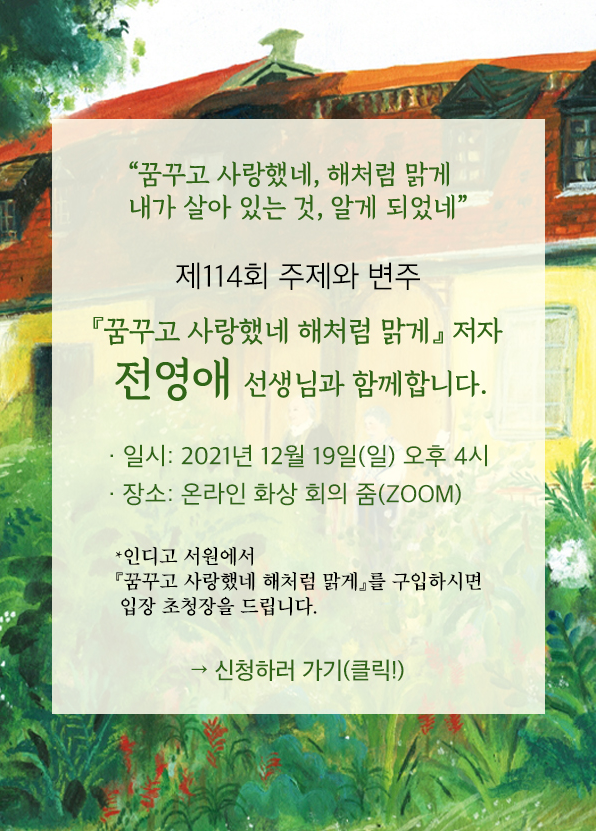 “꿈꾸고 사랑했네, 해처럼 맑게
내가 살아 있는 것, 알게 되었네”
제114회 주제와 변주
『꿈꾸고 사랑했네 해처럼 맑게』 저자
전영애 선생님과 함께합니다.
· 일시: 2021년 12월 19일(일) 오후 4시
· 장소: 온라인 화상 회의 줌(ZOOM)
*인디고 서원에서
『꿈꾸고 사랑했네 해처럼 맑게』를 구입하시면
입장 초청장을 드립니다.
→ 신청하러 가기(클릭!)